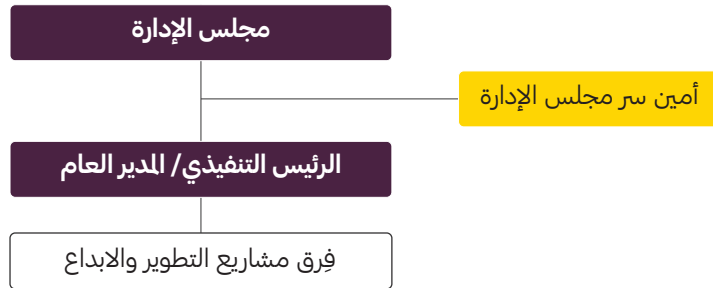 مجلس الإدارة
أمين سر مجلس الإدارة
الرئيس التنفيذي/ المدير العام
فِرق مشاريع التطوير والابداع